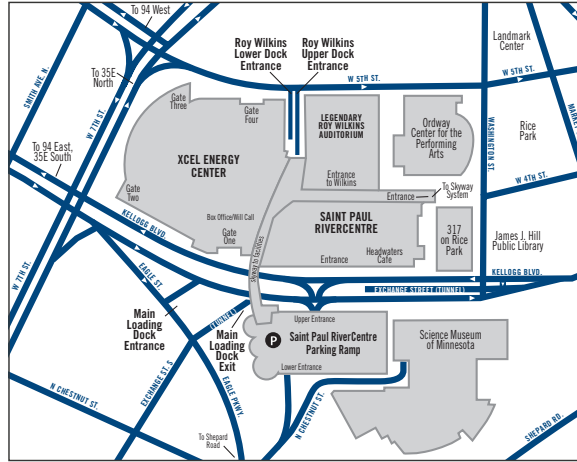 To 94 West
Roy Wilkins
Lower Dock
Entrance
Roy Wilkins
Upper Dock
Entrance
Landmark
Center
SMITH AVE. N.
To 35E
North
W 7TH ST.
W 5TH ST.
W 5TH ST.
Gate
Three
Gate
Four
LEGENDARY
ROY WILKINS
AUDITORIUM
Ordway
Center for the
Performing
Arts
WASHINGTON ST.
Rice
Park
To 94 East,
35E South
XCEL ENERGY
CENTER
Entrance
to Wilkins
W 4TH ST.
To Skyway
System
Entrance
Gate
Two
KELLOGG BLVD.
Box Office/Will Call
Gate
One
SAINT PAUL
RIVERCENTRE
317
on Rice
Park
James J. Hill
Public Library
Headwaters
Cafe
Entrance
Skyway to facilities
W 7TH ST.
EAGLE ST.
KELLOGG BLVD.
EXCHANGE STREET (TUNNEL)
Main
Loading
Dock
Entrance
(TUNNEL)
Main
Loading
Dock
Exit
Upper Entrance
P
Saint Paul RiverCentre
Parking Ramp
Lower Entrance
Science Museum
of Minnesota
EXCHANGE ST. S
EAGLE PKWY.
N CHESTNUT ST.
N CHESTNUT ST.
To Shepard
Road
SHEPARD RD.